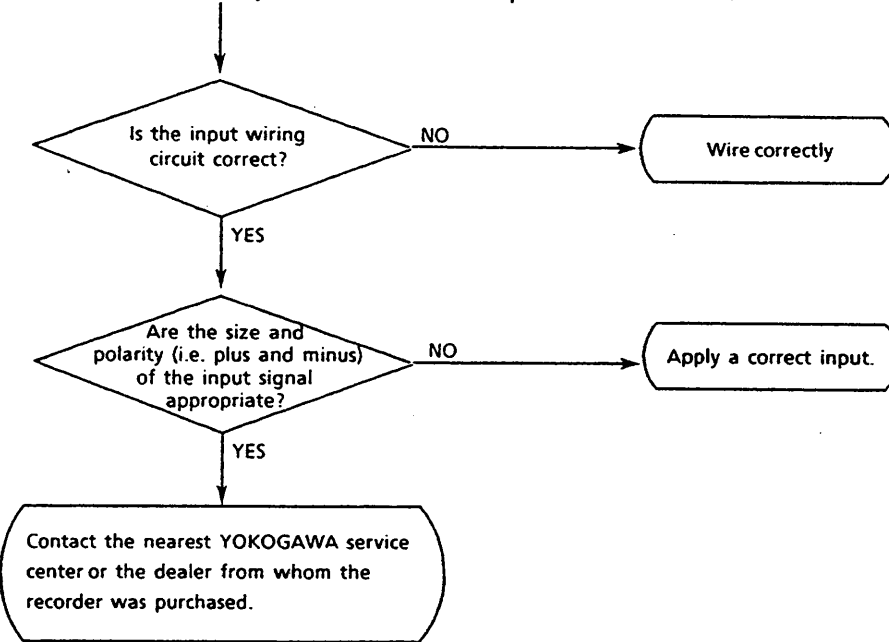 Is the input wiring
circuit correct?
NO
Wire correctly
YES
Are the size and
polarity (i.e. plus and minus)
of the input signal
appropriate?
NO
Apply a correct input.
YES
Contact the nearest YOKOGAWA service
center or the dealer from whom the
recorder was purchased.